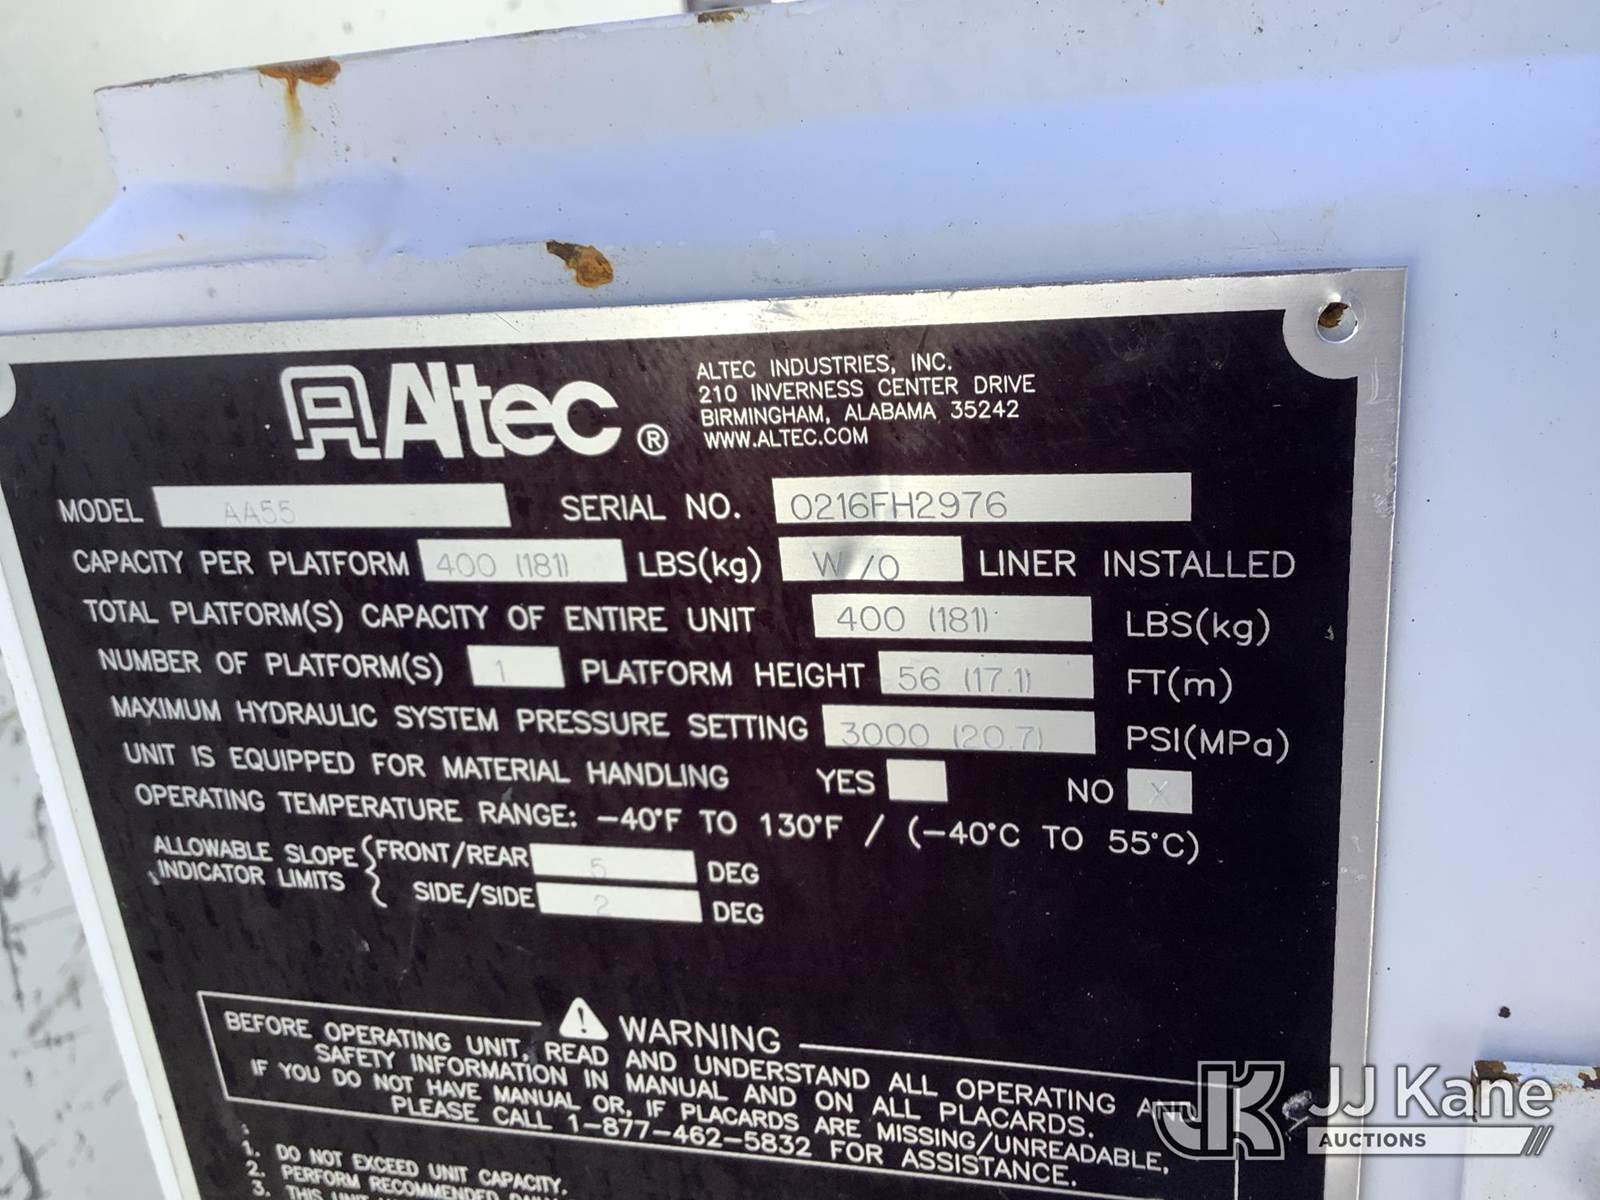 Altec®
ALTEC INDUSTRIES, INC.
210 INVERNESS CENTER DRIVE
BIRMINGHAM, ALABAMA 35242
WWW.ALTEC.COM
MODEL AA55 SERIAL NO. 0216FH2976
CAPACITY PER PLATFORM 400 (181) LBS(kg) W/O LINER INSTALLED
TOTAL PLATFORM(S) CAPACITY OF ENTIRE UNIT 400 (181) LBS(kg)
NUMBER OF PLATFORM(S) 1 PLATFORM HEIGHT 56 (17.1) FT(m)
MAXIMUM HYDRAULIC SYSTEM PRESSURE SETTING 3000 (20.7) PSI(MPa)
UNIT IS EQUIPPED FOR MATERIAL HANDLING YES NO X
OPERATING TEMPERATURE RANGE: -40°F TO 130°F / (-40°C TO 55°C)
ALLOWABLE SLOPE FRONT/REAR 5 DEG
INDICATOR LIMITS SIDE/SIDE 2 DEG
WARNING
BEFORE OPERATING UNIT, READ AND UNDERSTAND ALL OPERATING AND
SAFETY INFORMATION IN MANUAL AND ON ALL PLACARDS.
IF YOU DO NOT HAVE MANUAL OR, IF PLACARDS ARE MISSING/UNREADABLE,
PLEASE CALL 1-877-462-5832 FOR ASSISTANCE.
1. DO NOT EXCEED UNIT CAPACITY.
2. PERFORM RECOMMENDED
3. THIS UNIT
JK JJ Kane
AUCTIONS